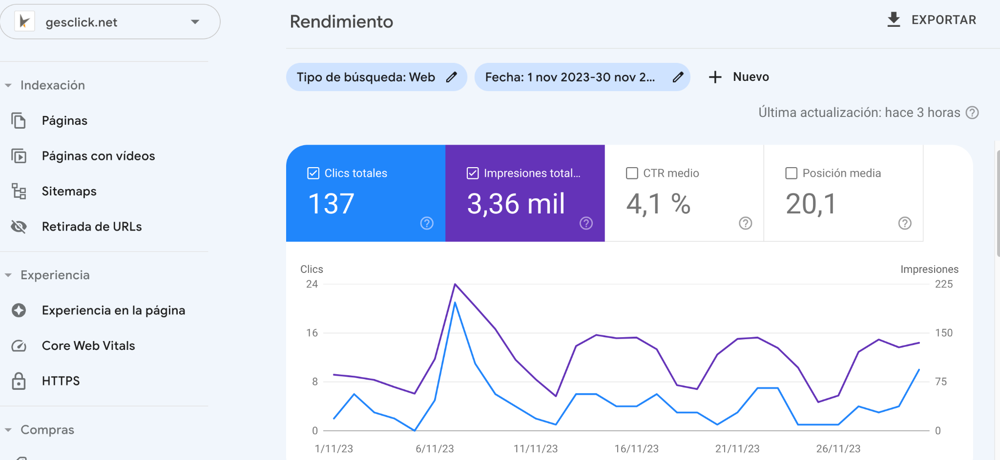 gesclick.net
Indexación
Páginas
Páginas con vídeos
Sitemaps
Retirada de URLs
Experiencia
Experiencia en la página
Core Web Vitals
HTTPS
Compras
Rendimiento
EXPORTAR
Tipo de búsqueda: Web
Fecha: 1 nov 2023-30 nov 2...
Nuevo
Última actualización: hace 3 horas
Clics totales
137
Impresiones total...
3,36 mil
CTR medio
4,1 %
Posición media
20,1
Clics
Impresiones
24
225
16
150
8
75
0
0
1/11/23
6/11/23
11/11/23
16/11/23
21/11/23
26/11/23